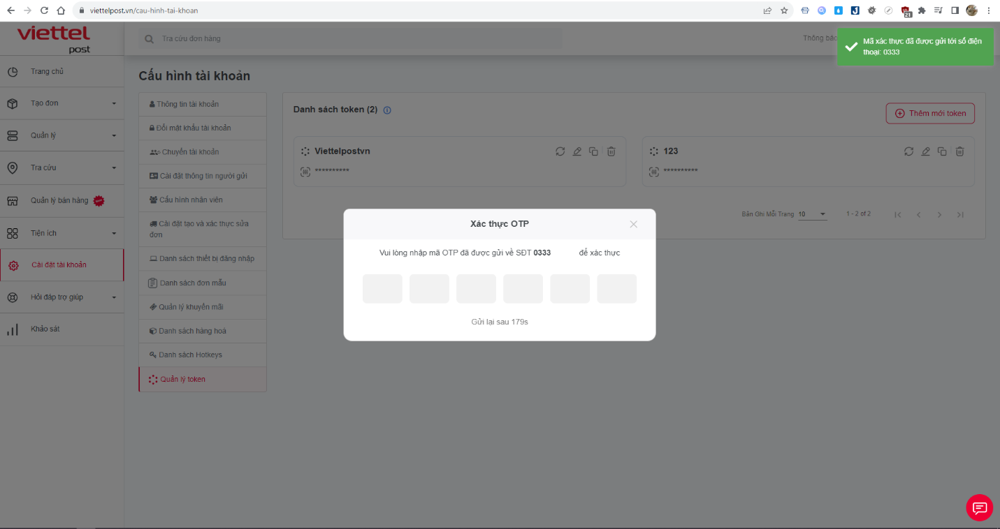 viettelpost.vn/cau-hinh-tai-khoan
21
viettel
post
Tra cứu đơn hàng
Thông báo
Mã xác thực đã được gửi tới số điện
thoại: 0333
Trang chủ
Tạo đơn
Quản lý
Tra cứu
Quản lý bán hàng
Tiện ích
Cài đặt tài khoản
Hỏi đáp trợ giúp
Khảo sát
Cấu hình tài khoản
Thông tin tài khoản
Đổi mật khẩu tài khoản
Chuyển tài khoản
Cài đặt thông tin người gửi
Cấu hình nhân viên
Cài đặt tạo và xác thực sửa
đơn
Danh sách thiết bị đăng nhập
Danh sách đơn mẫu
Quản lý khuyến mãi
Danh sách hàng hoá
Danh sách Hotkeys
Quản lý token
Danh sách token (2)
Thêm mới token
Viettelpostvn
**********
123
**********
Bản Ghi Mỗi Trang 10
1 - 2 of 2
Xác thực OTP
Vui lòng nhập mã OTP đã được gửi về SĐT 0333 để xác thực
Gửi lại sau 179s